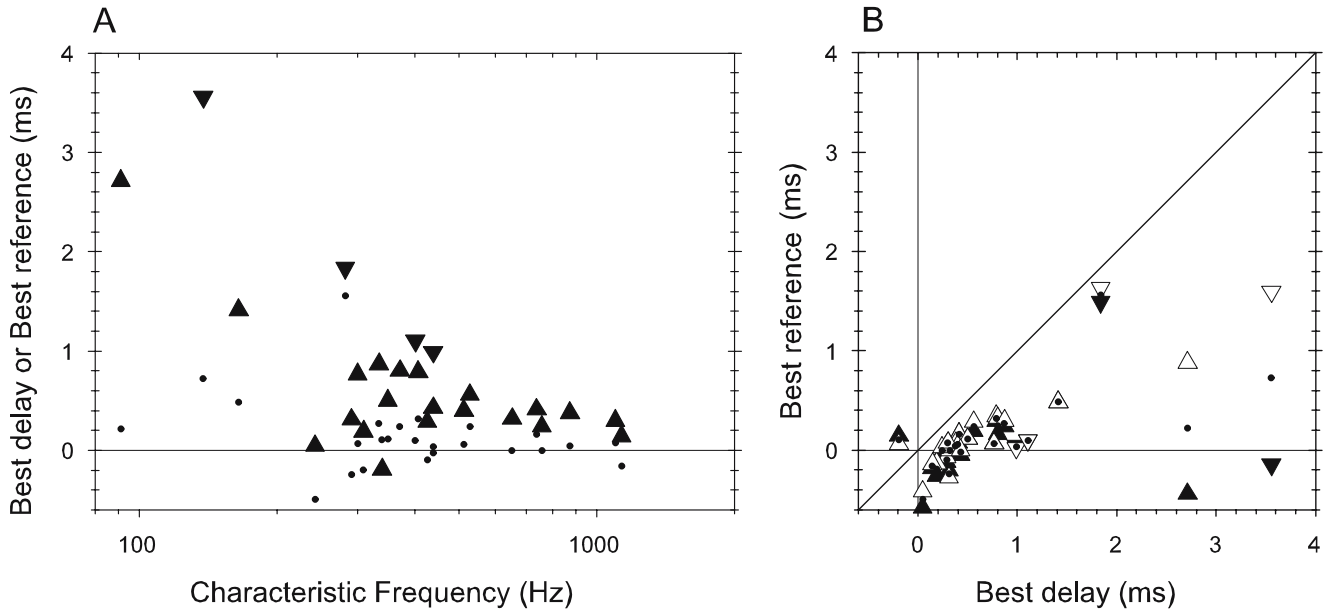 A
B
Best delay or Best reference (ms)
4
3
2
1
0
100
1000
Characteristic Frequency (Hz)
Best reference (ms)
4
3
2
1
0
0
1
2
3
4
Best delay (ms)